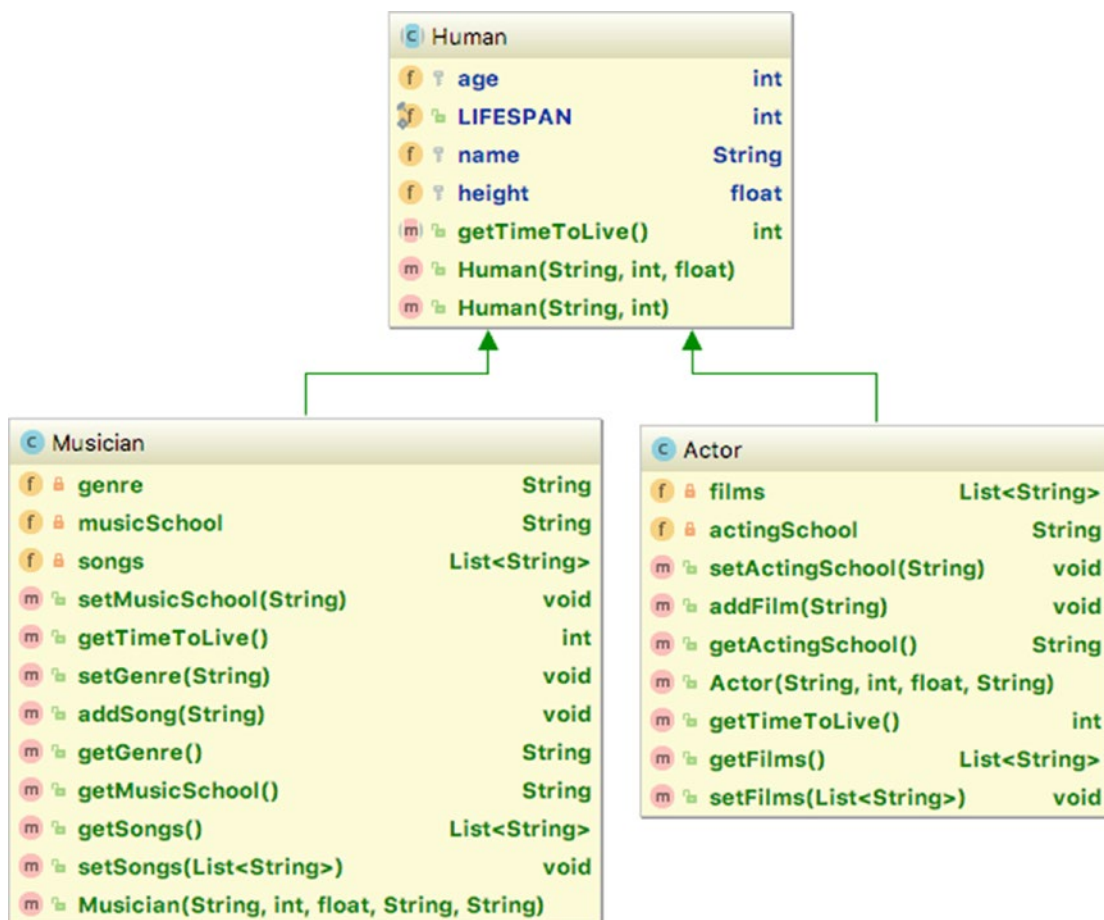 Human
age int
LIFESPAN int
name String
height float
getTimeToLive() int
Human(String, int, float)
Human(String, int)
Musician
genre String
musicSchool String
songs List<String>
setMusicSchool(String) void
getTimeToLive() int
setGenre(String) void
addSong(String) void
getGenre() String
getMusicSchool() String
getSongs() List<String>
setSongs(List<String>) void
Musician(String, int, float, String, String)
Actor
films List<String>
actingSchool String
setActingSchool(String) void
addFilm(String) void
getActingSchool() String
Actor(String, int, float, String)
getTimeToLive() int
getFilms() List<String>
setFilms(List<String>) void